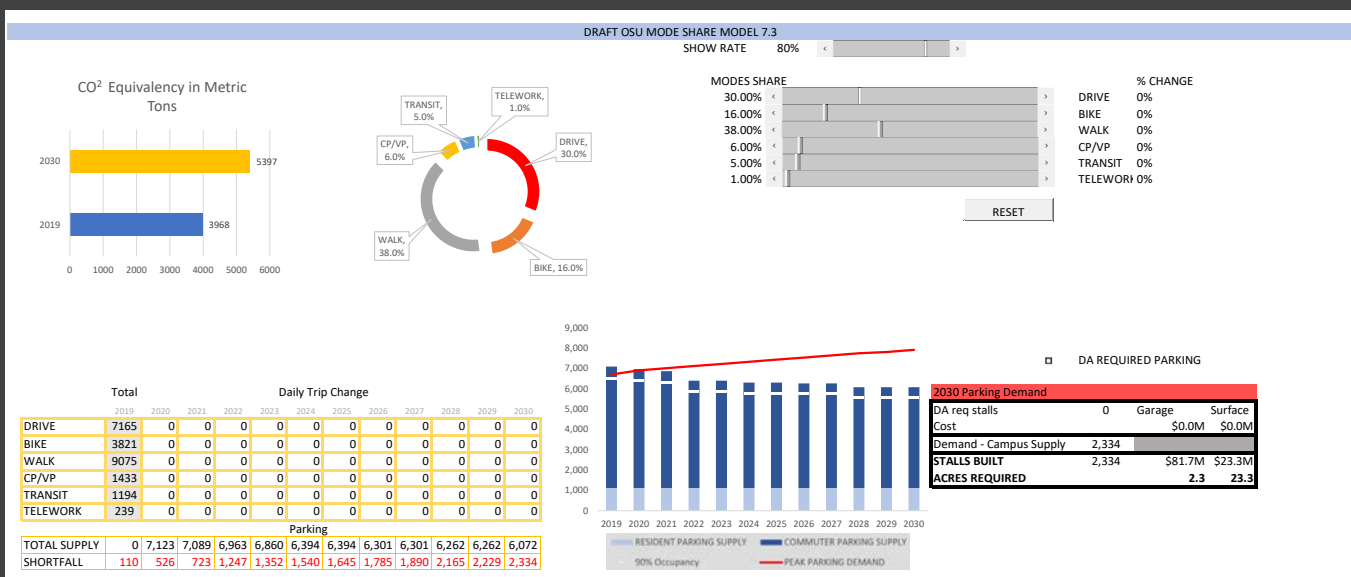 DRAFT OSU MODE SHARE MODEL 7.3
SHOW RATE 80%
CO2 Equivalency in Metric
Tons
2030 5397
2019 3968
0 1000 2000 3000 4000 5000 6000
TELEWORK,
1.0%
TRANSIT,
5.0%
CP/VP,
6.0%
DRIVE,
30.0%
WALK,
38.0%
BIKE, 16.0%
MODES SHARE % CHANGE
30.00% DRIVE 0%
16.00% BIKE 0%
38.00% WALK 0%
6.00% CP/VP 0%
5.00% TRANSIT 0%
1.00% TELEWORK 0%
RESET
Total Daily Trip Change
2019 2020 2021 2022 2023 2024 2025 2026 2027 2028 2029 2030
DRIVE 7165 0 0 0 0 0 0 0 0 0 0 0
BIKE 3821 0 0 0 0 0 0 0 0 0 0 0
WALK 9075 0 0 0 0 0 0 0 0 0 0 0
CP/VP 1433 0 0 0 0 0 0 0 0 0 0 0
TRANSIT 1194 0 0 0 0 0 0 0 0 0 0 0
TELEWORK 239 0 0 0 0 0 0 0 0 0 0 0
Parking
TOTAL SUPPLY 0 7,123 7,089 6,963 6,860 6,394 6,394 6,301 6,301 6,262 6,262 6,072
SHORTFALL 110 526 723 1,247 1,352 1,540 1,645 1,785 1,890 2,165 2,229 2,334
9,000
8,000
7,000
6,000
5,000
4,000
3,000
2,000
1,000
0
2019 2020 2021 2022 2023 2024 2025 2026 2027 2028 2029 2030
RESIDENT PARKING SUPPLY COMMUTER PARKING SUPPLY
90% Occupancy PEAK PARKING DEMAND
DA REQUIRED PARKING
2030 Parking Demand
DA req stalls 0 Garage Surface
Cost $0.0M $0.0M
Demand - Campus Supply 2,334
STALLS BUILT 2,334 $81.7M $23.3M
ACRES REQUIRED 2.3 23.3